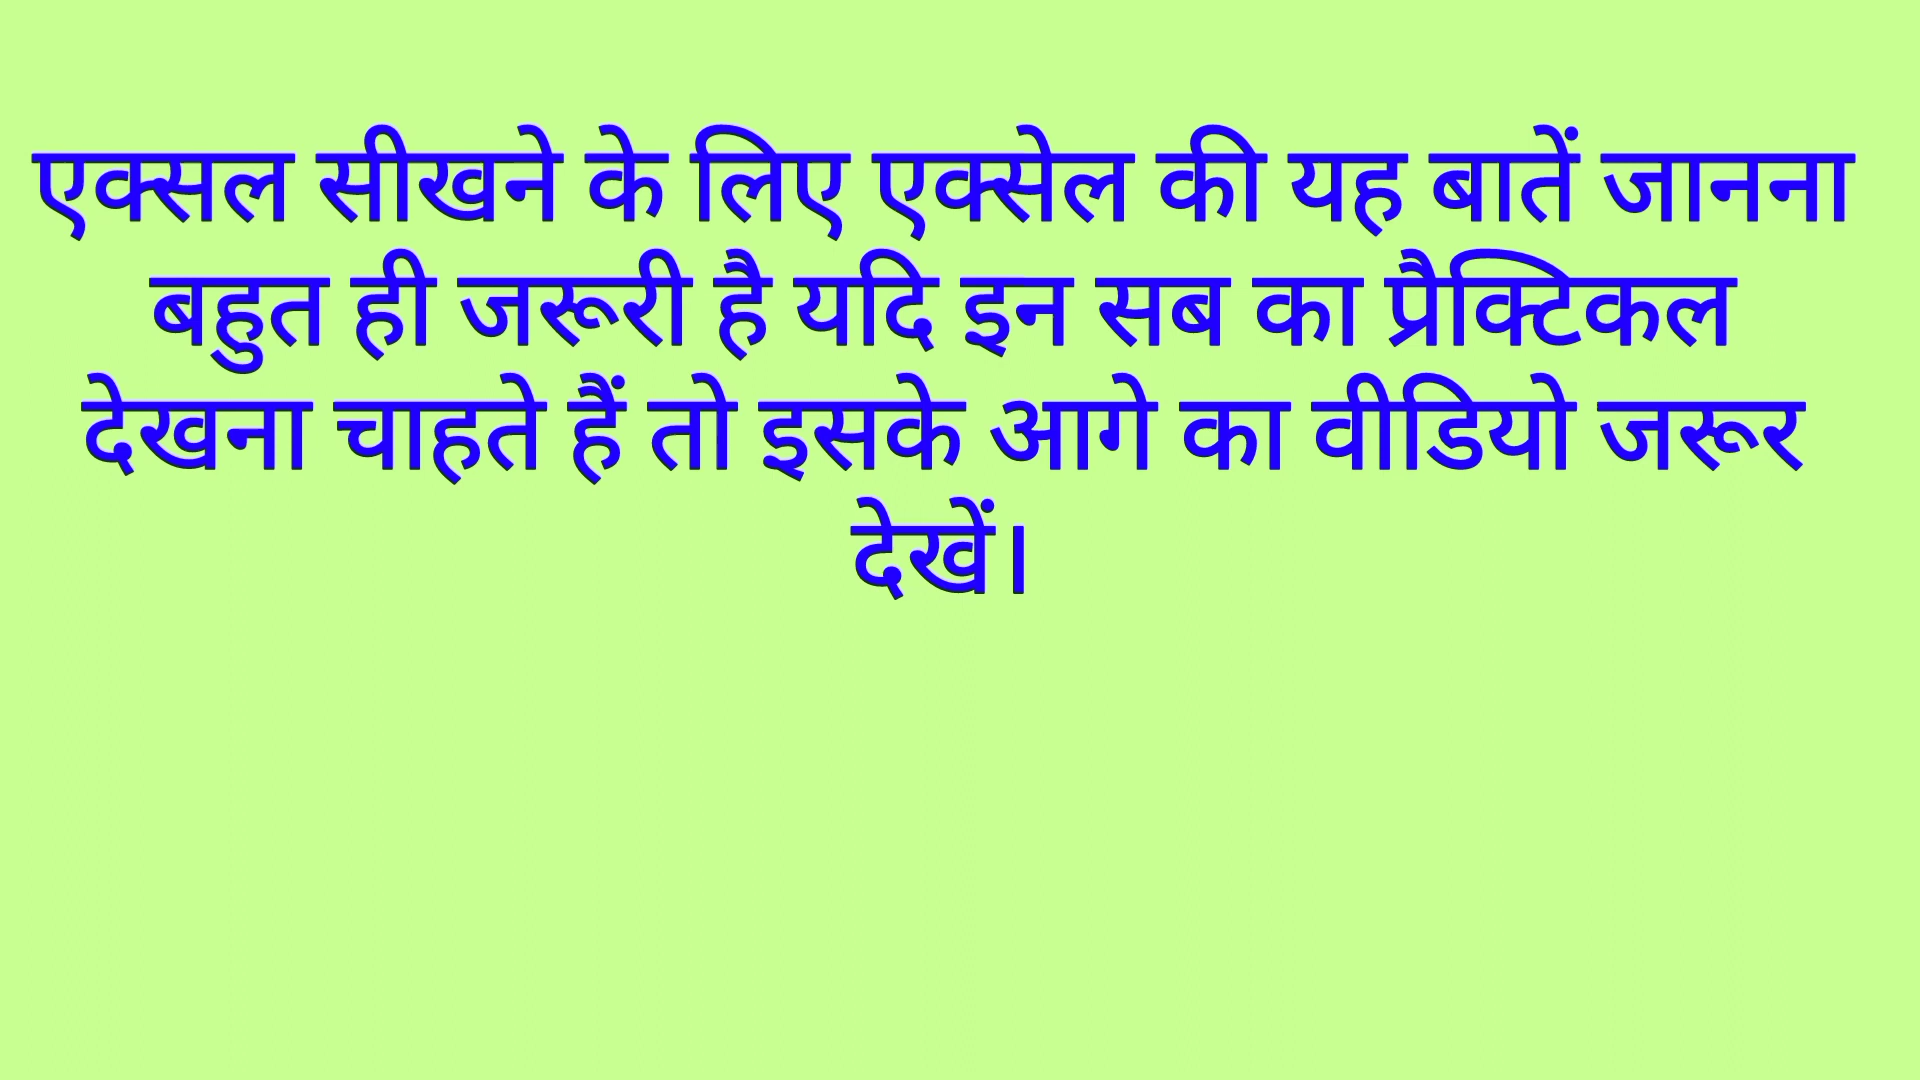 एक्सल सीखने के लिए एक्सेल की यह बातें जानना
बहुत ही जरूरी है यदि इन सब का प्रैक्टिकल
देखना चाहते हैं तो इसके आगे का वीडियो जरूर
देखें।